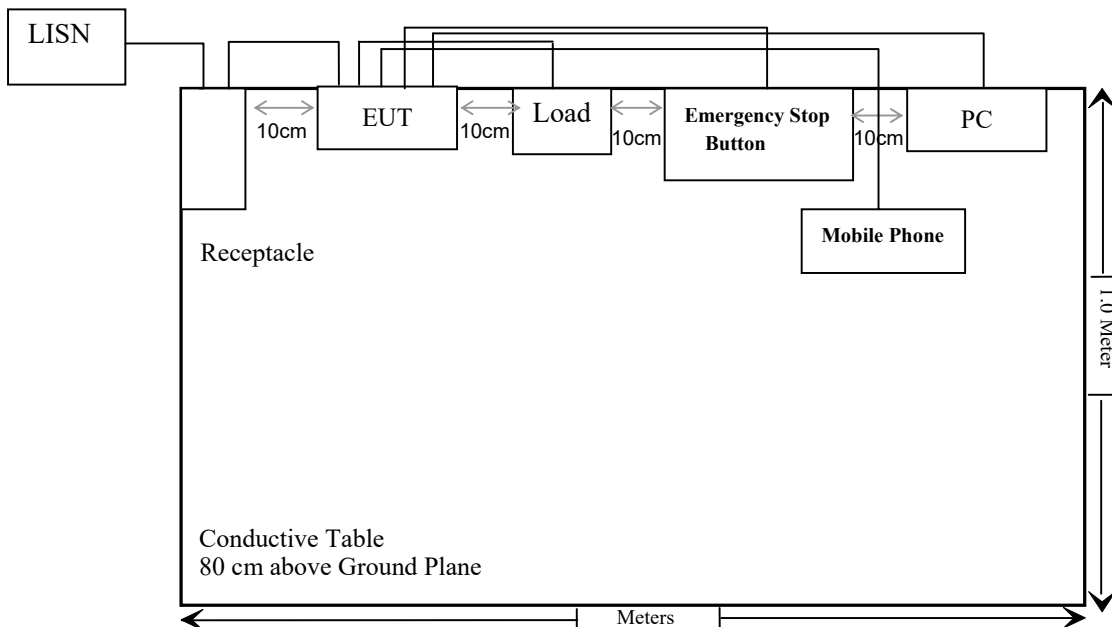 LISN
EUT
Load
Emergency Stop
Button
PC
10cm
10cm
10cm
10cm
Mobile Phone
Receptacle
1.0 Meter
Conductive Table
80 cm above Ground Plane
Meters